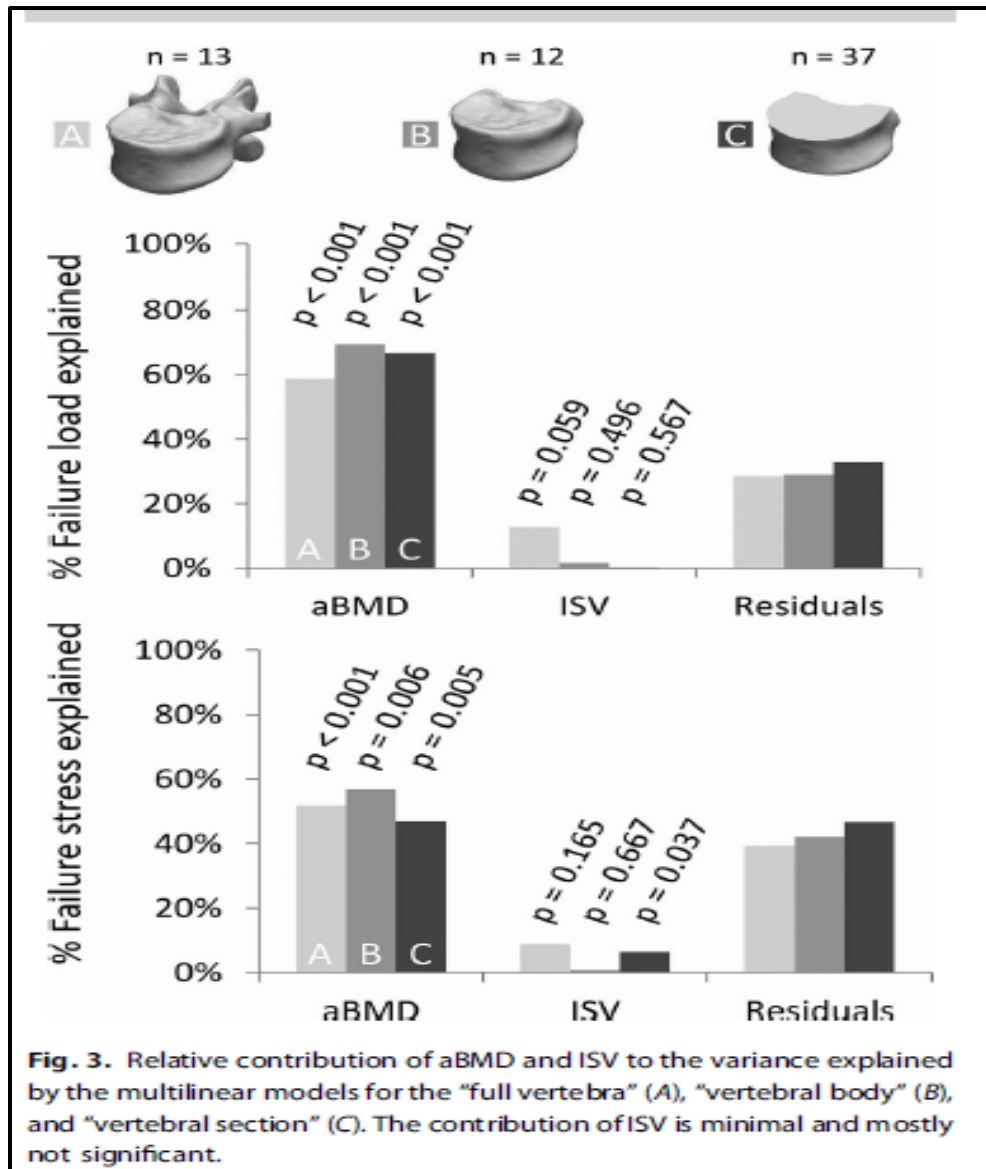 n = 13
n = 12
n = 37
A
B
C
% Failure load explained
100%
80%
60%
40%
20%
0%
p < 0.001
p < 0.001
p < 0.001
p = 0.059
p = 0.496
p = 0.567
A B C
aBMD
ISV
Residuals
% Failure stress explained
100%
80%
60%
40%
20%
0%
p < 0.001
p = 0.006
p = 0.005
p = 0.165
p = 0.667
p = 0.037
A B C
aBMD
ISV
Residuals
Fig. 3. Relative contribution of aBMD and ISV to the variance explained
by the multilinear models for the “full vertebra” (A), “vertebral body” (B),
and “vertebral section” (C). The contribution of ISV is minimal and mostly
not significant.